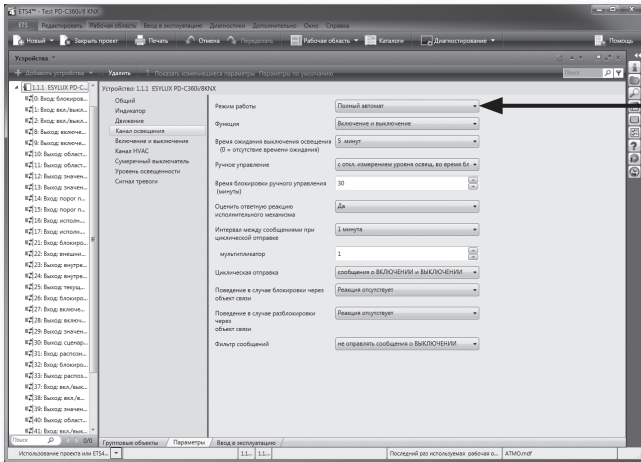 ETS4™ - Test PD-C360i/8 KNX
ETS Редактировать Рабочая область Ввод в эксплуатацию Диагностики Дополнительно Окно Справка
Новый Закрыть проект Печать Отмена Переделать Рабочая область Каталоги Диагностирование Помощь
Устройства
Добавить устройства Удалить Показать изменившиеся параметры Параметры по умолчанию Поиск
1.1.1 ESYLUX PD-C...
0: Вход: блокиров...
1: Вход: вкл./выкл...
2: Вход: вкл./выкл...
8: Выход: включе...
9: Выход: включе...
10: Выход: област...
11: Выход: област...
12: Выход: значен...
13: Выход: значен...
14: Вход: порог п...
15: Вход: порог п...
16: Вход: исполн...
17: Вход: исполн...
21: Вход: блокиро...
22: Вход: внешни...
23: Выход: внутре...
24: Выход: внутре...
25: Выход: текущ...
26: Вход: блокиро...
27: Вход: включе...
28: Выход: включ...
29: Выход: значен...
30: Выход: сценар...
31: Вход: распозн...
32: Вход: блокиро...
33: Выход: распоз...
37: Вход: вкл./вык...
38: Выход: вкл./в...
39: Выход: значен...
40: Выход: област...
41: Вход: вкл./вык...
Поиск 0/0
Устройство: 1.1.1 ESYLUX PD-C360i/8KNX
Общий
Индикатор
Движение
Канал освещения
Включение и выключение
Канал HVAC
Сумеречный выключатель
Уровень освещенности
Сигнал тревоги
Режим работы Полный автомат
Функция Включение и выключение
Время ожидания выключения освещения 5 минут
(0 = отсутствие времени ожидания)
Ручное управление с откл. измерением уровня освещ. во время бл
Время блокировки ручного управления 30
(минуты)
Оценить ответную реакцию Да
исполнительного механизма
Интервал между сообщениями при 1 минута
циклической отправке
мультипликатор 1
Циклическая отправка сообщения о ВКЛЮЧЕНИИ и ВЫКЛЮЧЕНИИ
Поведение в случае блокировки через Реакция отсутствует
объект связи
Поведение в случае разблокировки Реакция отсутствует
через
объект связи
Фильтр сообщений не оправлять сообщения о ВЫКЛЮЧЕНИИ
Групповые объекты Параметры Ввод в эксплуатацию
Использование проекта или ETS4... 1.1... 1.1... Последний раз используемая рабочая о... ATMO.mdf